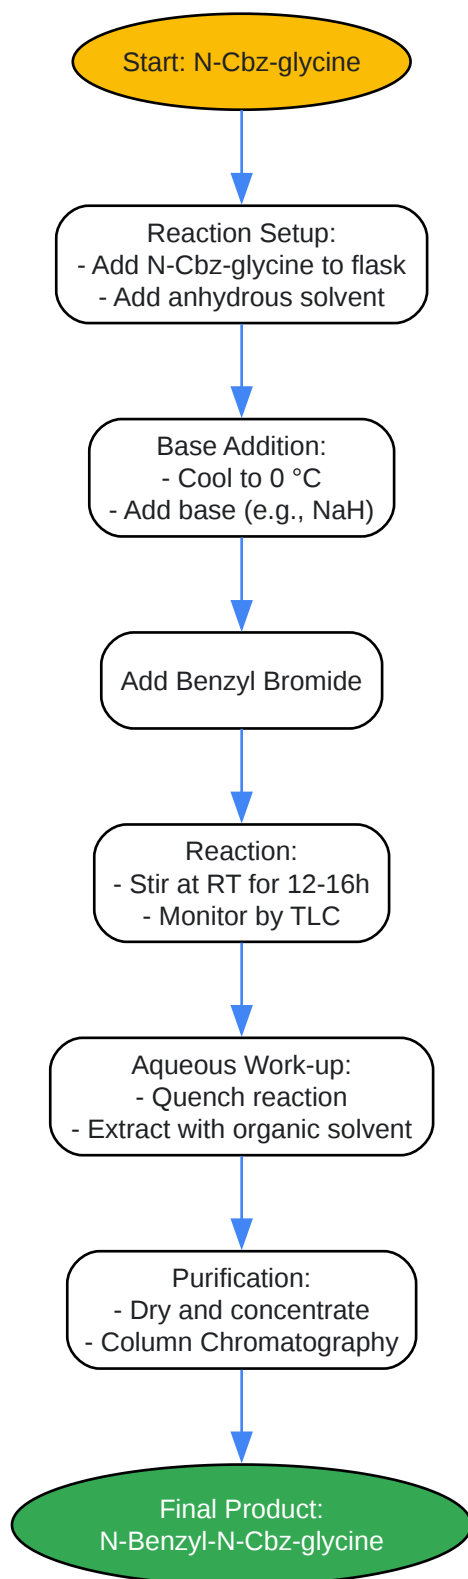 Start: N-Cbz-glycine
Reaction Setup:
- Add N-Cbz-glycine to flask
- Add anhydrous solvent
Base Addition:
- Cool to 0 °C
- Add base (e.g., NaH)
Add Benzyl Bromide
Reaction:
- Stir at RT for 12-16h
- Monitor by TLC
Aqueous Work-up:
- Quench reaction
- Extract with organic solvent
Purification:
- Dry and concentrate
- Column Chromatography
Final Product:
N-Benzyl-N-Cbz-glycine